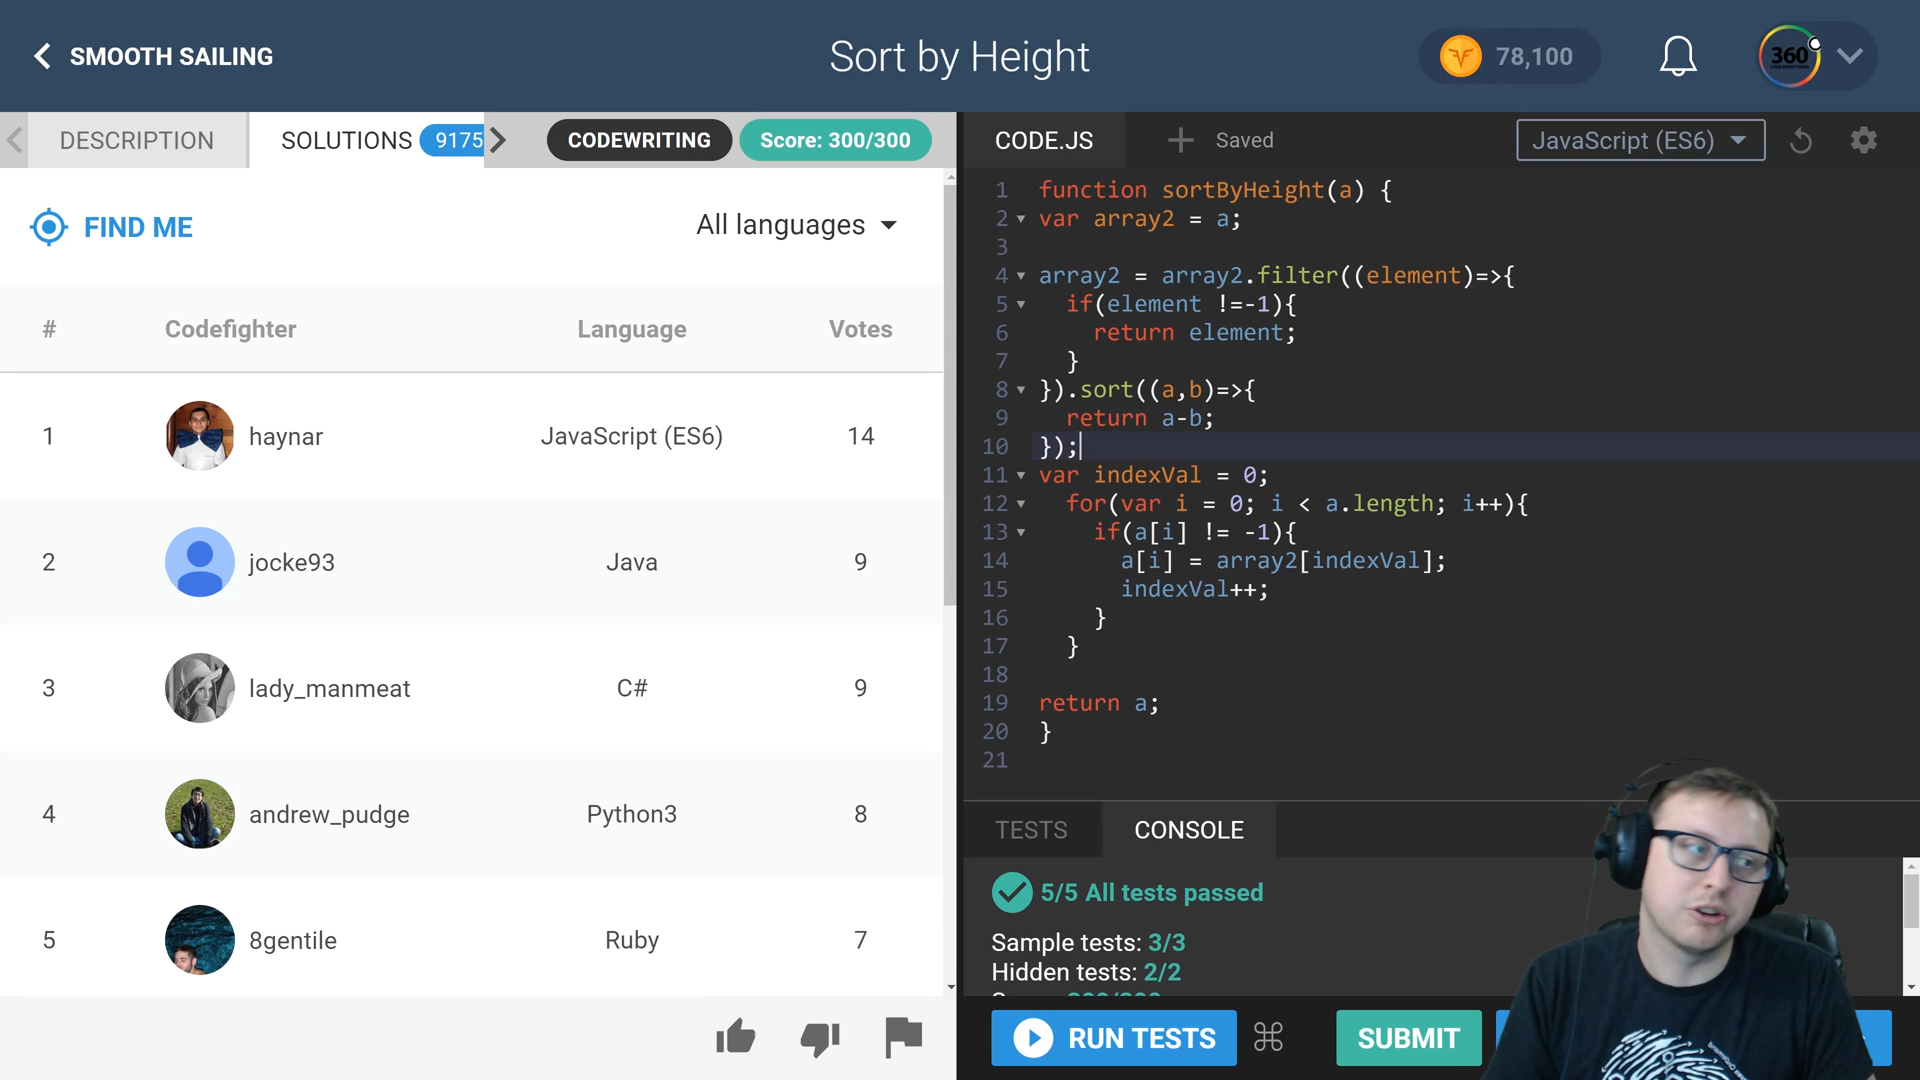 SMOOTH SAILING
Sort by Height
78,100
360
DESCRIPTION
SOLUTIONS 9175
CODEWRITING
Score: 300/300
FIND ME
All languages
# Codefighter Language Votes
1 haynar JavaScript (ES6) 14
2 jocke93 Java 9
3 lady_manmeat C# 9
4 andrew_pudge Python3 8
5 8gentile Ruby 7
CODE.JS
+ Saved
JavaScript (ES6)
1 function sortByHeight(a) {
2 var array2 = a;
3
4 array2 = array2.filter((element)=>{
5 if(element !=-1){
6 return element;
7 }
8 }).sort((a,b)=>{
9 return a-b;
10 });
11 var indexVal = 0;
12 for(var i = 0; i < a.length; i++){
13 if(a[i] != -1){
14 a[i] = array2[indexVal];
15 indexVal++;
16 }
17 }
18
19 return a;
20 }
21
TESTS
CONSOLE
5/5 All tests passed
Sample tests: 3/3
Hidden tests: 2/2
RUN TESTS ⌘
SUBMIT